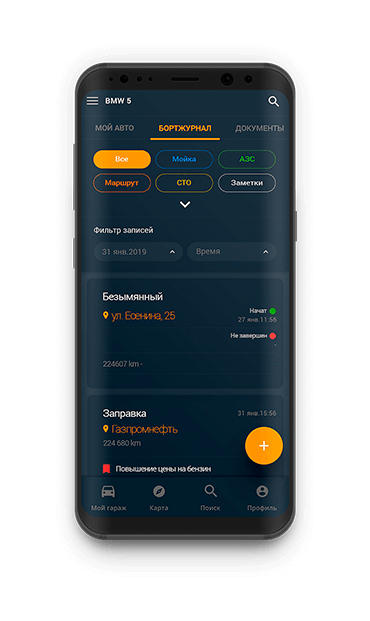 BMW 5
МОЙ АВТО БОРТЖУРНАЛ ДОКУМЕНТЫ
Все Мойка АЗС
Маршрут СТО Заметки
Фильтр записей
31 янв.2019 Время
Безымянный
Начат
ул. Есенина, 25
27 янв.11:56
Не завершен
-
224607 km -
Заправка 31 янв.15:56
Газпромнефть
224 680 km
+
Повышение цены на бензин
Мой гараж Карта Поиск Профиль